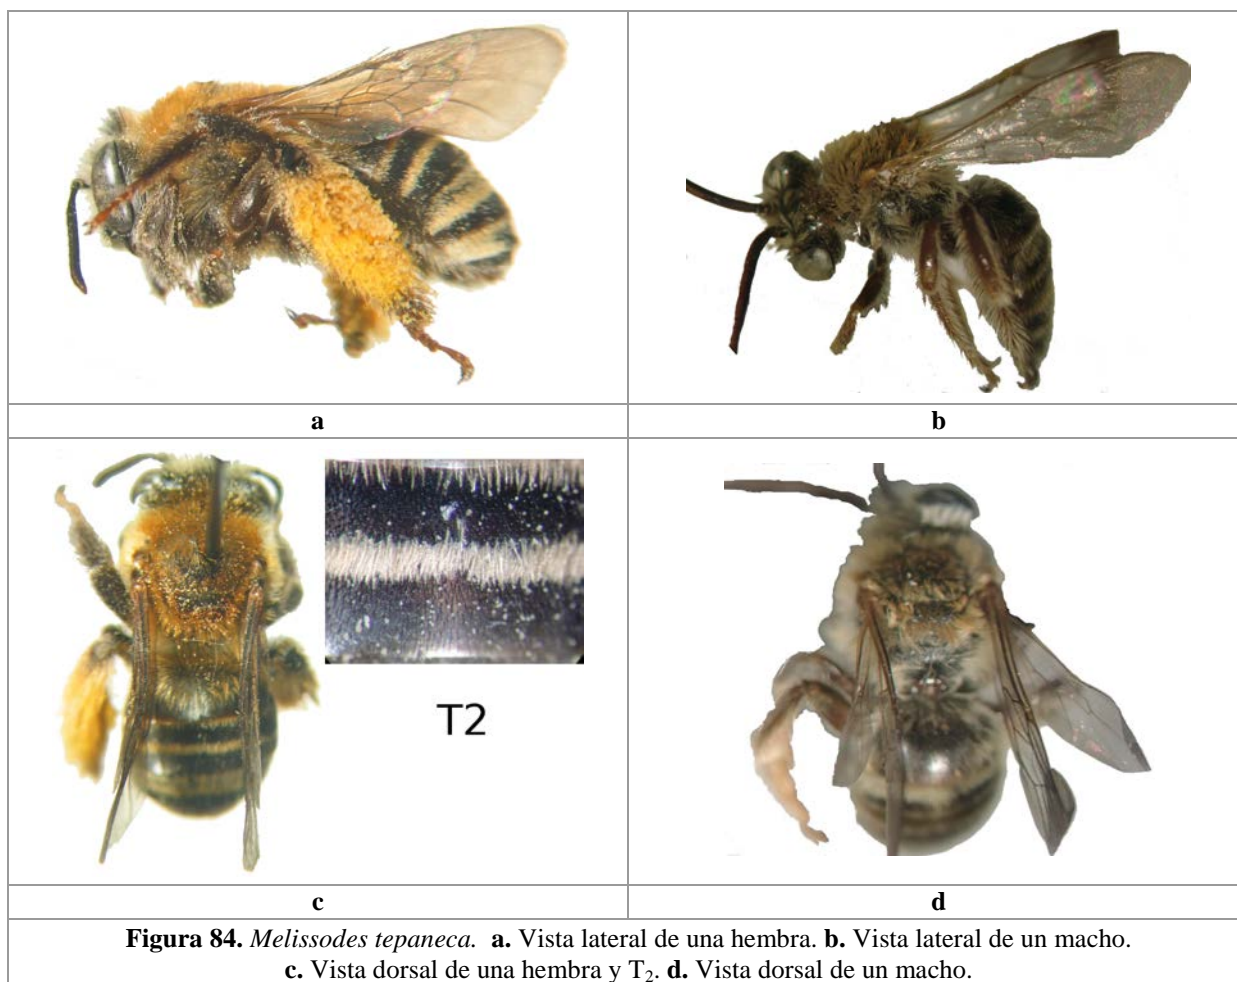 a
b
T2
c
d
Figura 84. Melissodes tepaneca. a. Vista lateral de una hembra. b. Vista lateral de un macho.
c. Vista dorsal de una hembra y T₂. d. Vista dorsal de un macho.